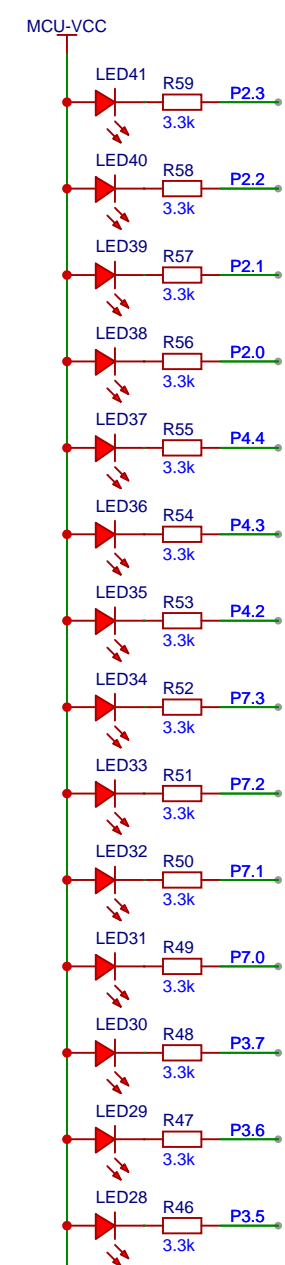 MCU-VCC
LED41
R59
P2.3
3.3k
LED40
R58
P2.2
3.3k
LED39
R57
P2.1
3.3k
LED38
R56
P2.0
3.3k
LED37
R55
P4.4
3.3k
LED36
R54
P4.3
3.3k
LED35
R53
P4.2
3.3k
LED34
R52
P7.3
3.3k
LED33
R51
P7.2
3.3k
LED32
R50
P7.1
3.3k
LED31
R49
P7.0
3.3k
LED30
R48
P3.7
3.3k
LED29
R47
P3.6
3.3k
LED28
R46
P3.5
3.3k